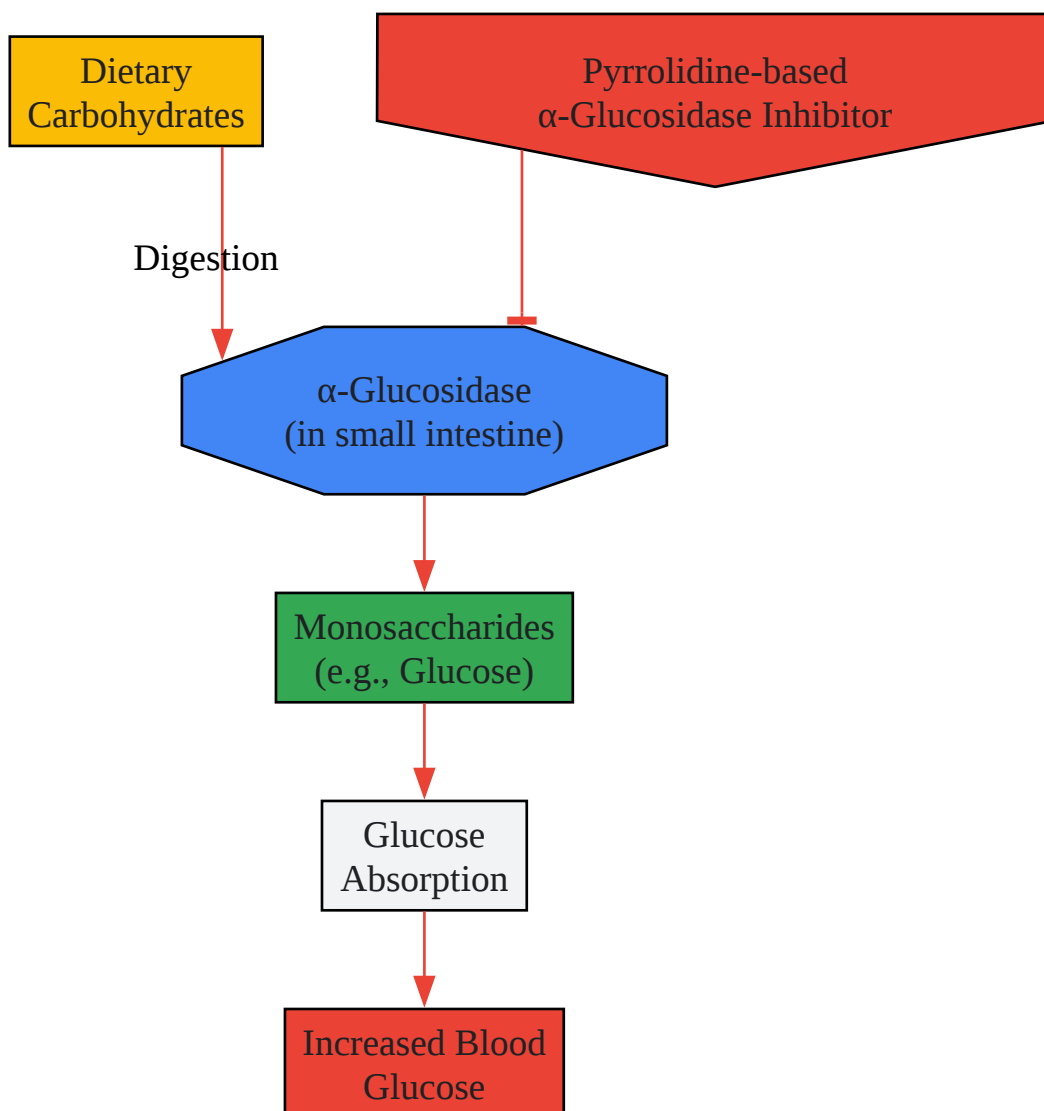 Dietary
Carbohydrates
Pyrrolidine-based
α-Glucosidase Inhibitor
Digestion
α-Glucosidase
(in small intestine)
Monosaccharides
(e.g., Glucose)
Glucose
Absorption
Increased Blood
Glucose